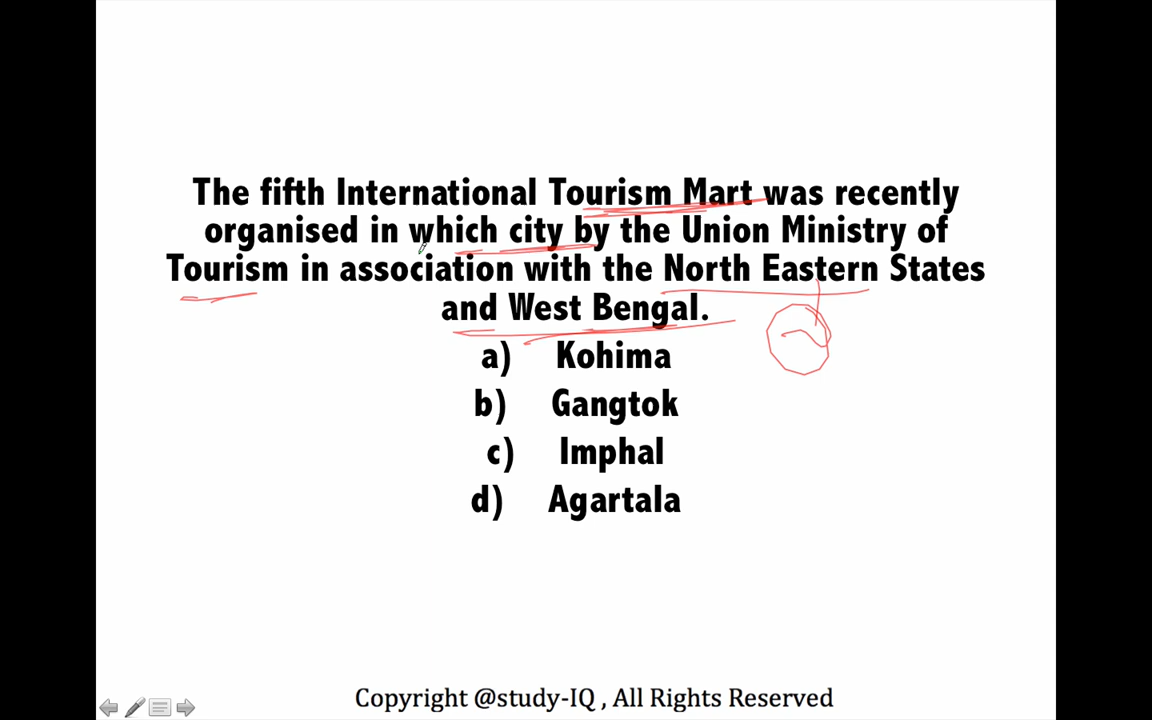 The fifth International Tourism Mart was recently
organised in which city by the Union Ministry of
Tourism in association with the North Eastern States
and West Bengal.
a) Kohima
b) Gangtok
c) Imphal
d) Agartala
Copyright @study-IQ , All Rights Reserved